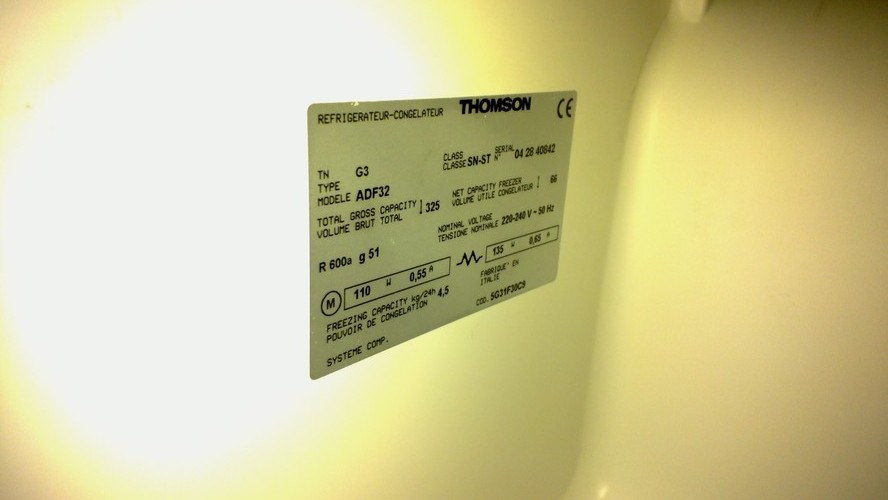 THOMSON
REFRIGERATEUR-CONGELATEUR CE
TN G3
TYPE
MODELE ADF32
CLASS
CLASSE SN-ST
SERIAL
N° 04 28 40842
TOTAL GROSS CAPACITY
VOLUME BRUT TOTAL l 325
NET CAPACITY FREEZER
VOLUME UTILE CONGELATEUR l 66
NOMINAL VOLTAGE
TENSIONE NOMINALE 220-240 V ~ 50 Hz
R 600a g 51
M 110 W 0,55 A
135 W 0,65 A
FREEZING CAPACITY kg/24h 4,5
POUVOIR DE CONGELATION
FABRIQUE' EN
ITALIE
SYSTEME COMP.
COD. 5G31F30C9